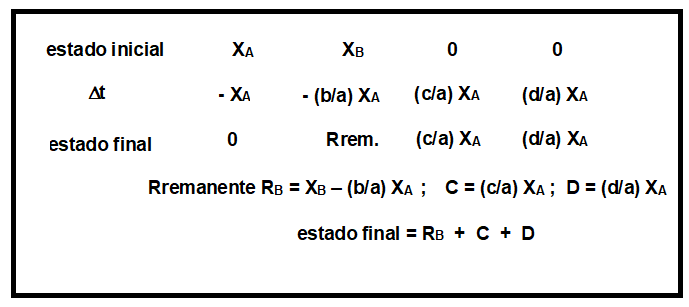 estado inicial XA XB 0 0
Δt - XA - (b/a) XA (c/a) XA (d/a) XA
estado final 0 Rrem. (c/a) XA (d/a) XA
Rremanente RB = XB – (b/a) XA ; C = (c/a) XA ; D = (d/a) XA
estado final = RB + C + D